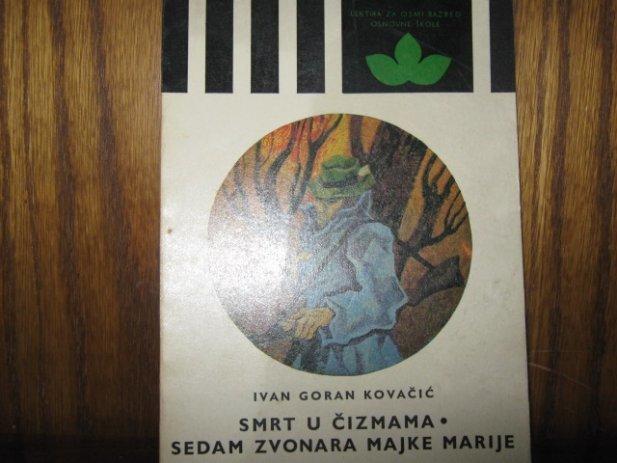 LEKTIRA ZA OSMI RAZRED
OSNOVNE ŠKOLE
IVAN GORAN KOVAČIĆ
SMRT U ČIZMAMA •
SEDAM ZVONARA MAJKE MARIJE